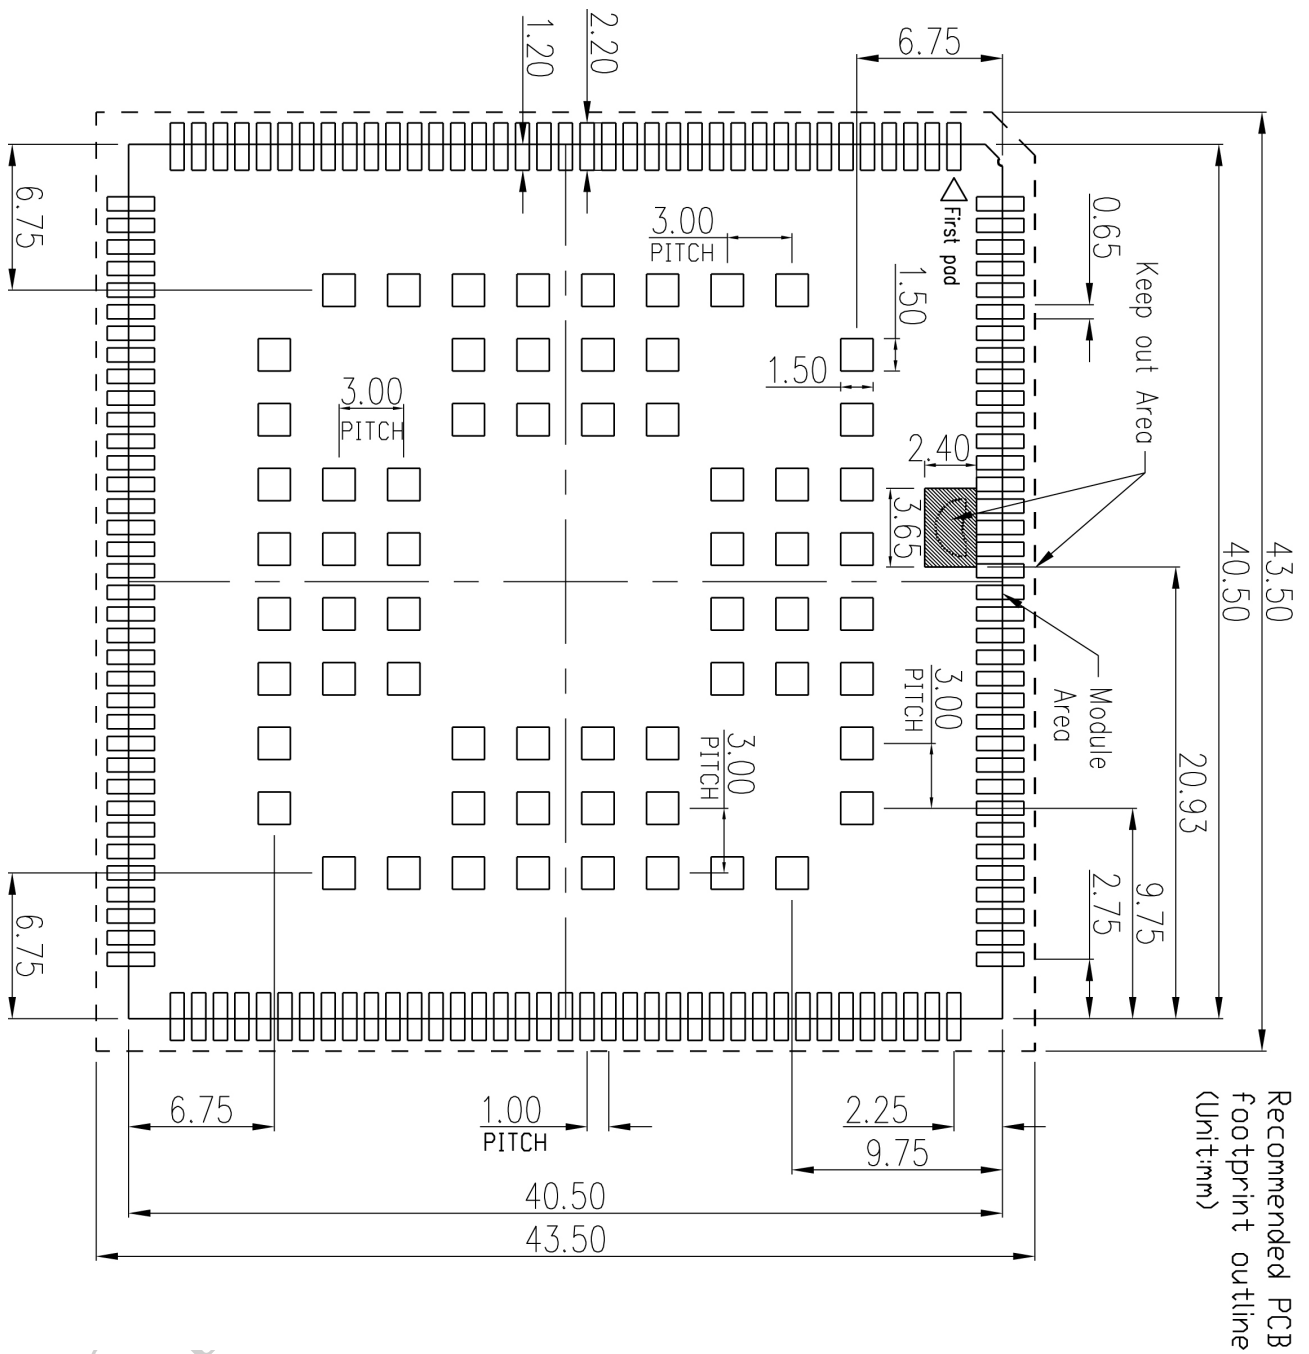 2.20
1.20
6.75
43.50
40.50
6.75
0.65
Keep out Area
First pad
3.00
PITCH
1.50
1.50
3.00
PITCH
2.40
3.65
Module
Area
3.00
PITCH
3.00
PITCH
20.93
9.75
2.75
6.75
6.75
1.00
PITCH
2.25
9.75
40.50
43.50
Recommended PCB
footprint outline
(Unit:mm)